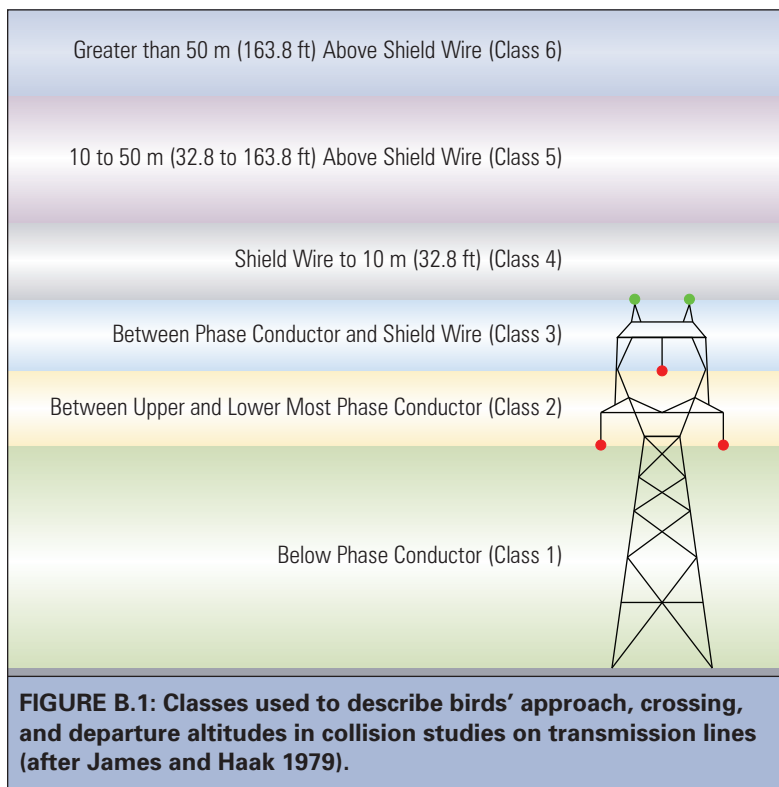 Greater than 50 m (163.8 ft) Above Shield Wire (Class 6)
10 to 50 m (32.8 to 163.8 ft) Above Shield Wire (Class 5)
Shield Wire to 10 m (32.8 ft) (Class 4)
Between Phase Conductor and Shield Wire (Class 3)
Between Upper and Lower Most Phase Conductor (Class 2)
Below Phase Conductor (Class 1)
FIGURE B.1: Classes used to describe birds’ approach, crossing,
and departure altitudes in collision studies on transmission lines
(after James and Haak 1979).